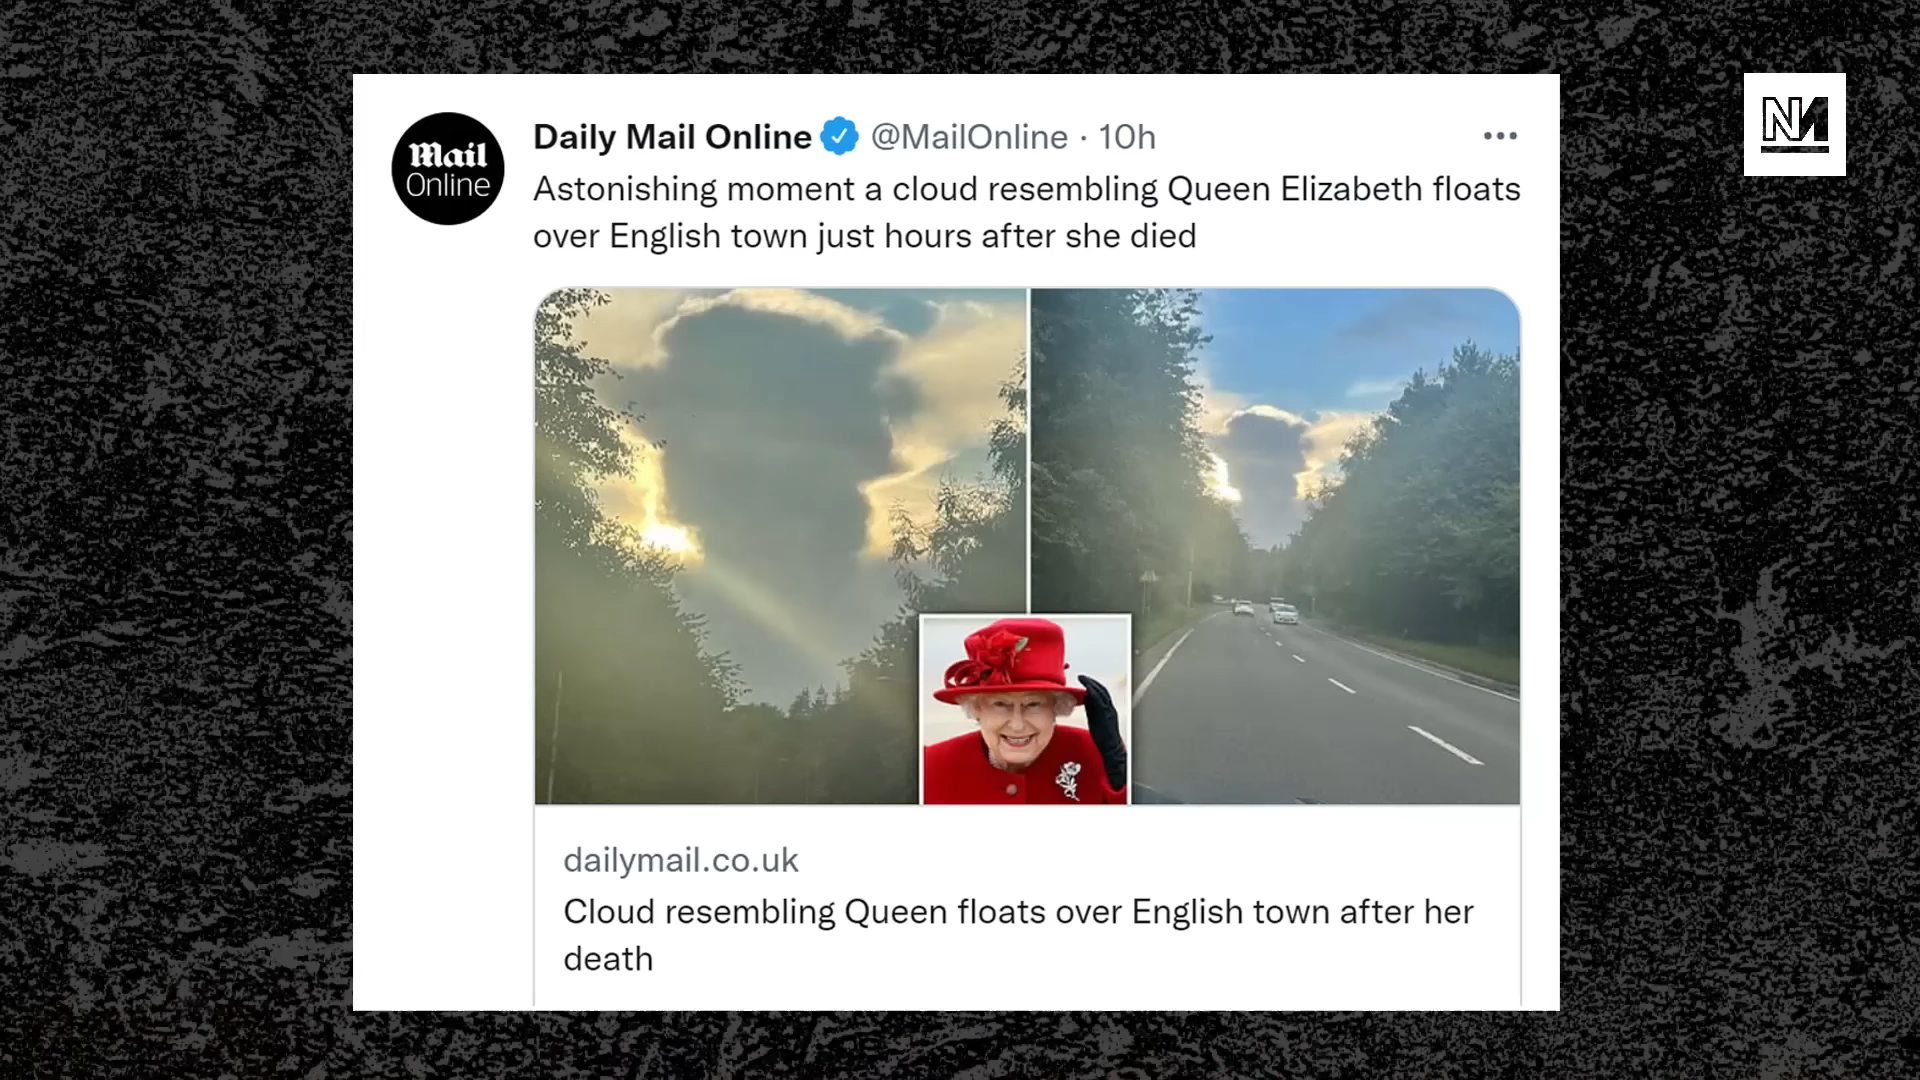 Mail
Online
Daily Mail Online @MailOnline · 10h
Astonishing moment a cloud resembling Queen Elizabeth floats
over English town just hours after she died
dailymail.co.uk
Cloud resembling Queen floats over English town after her
death
NM